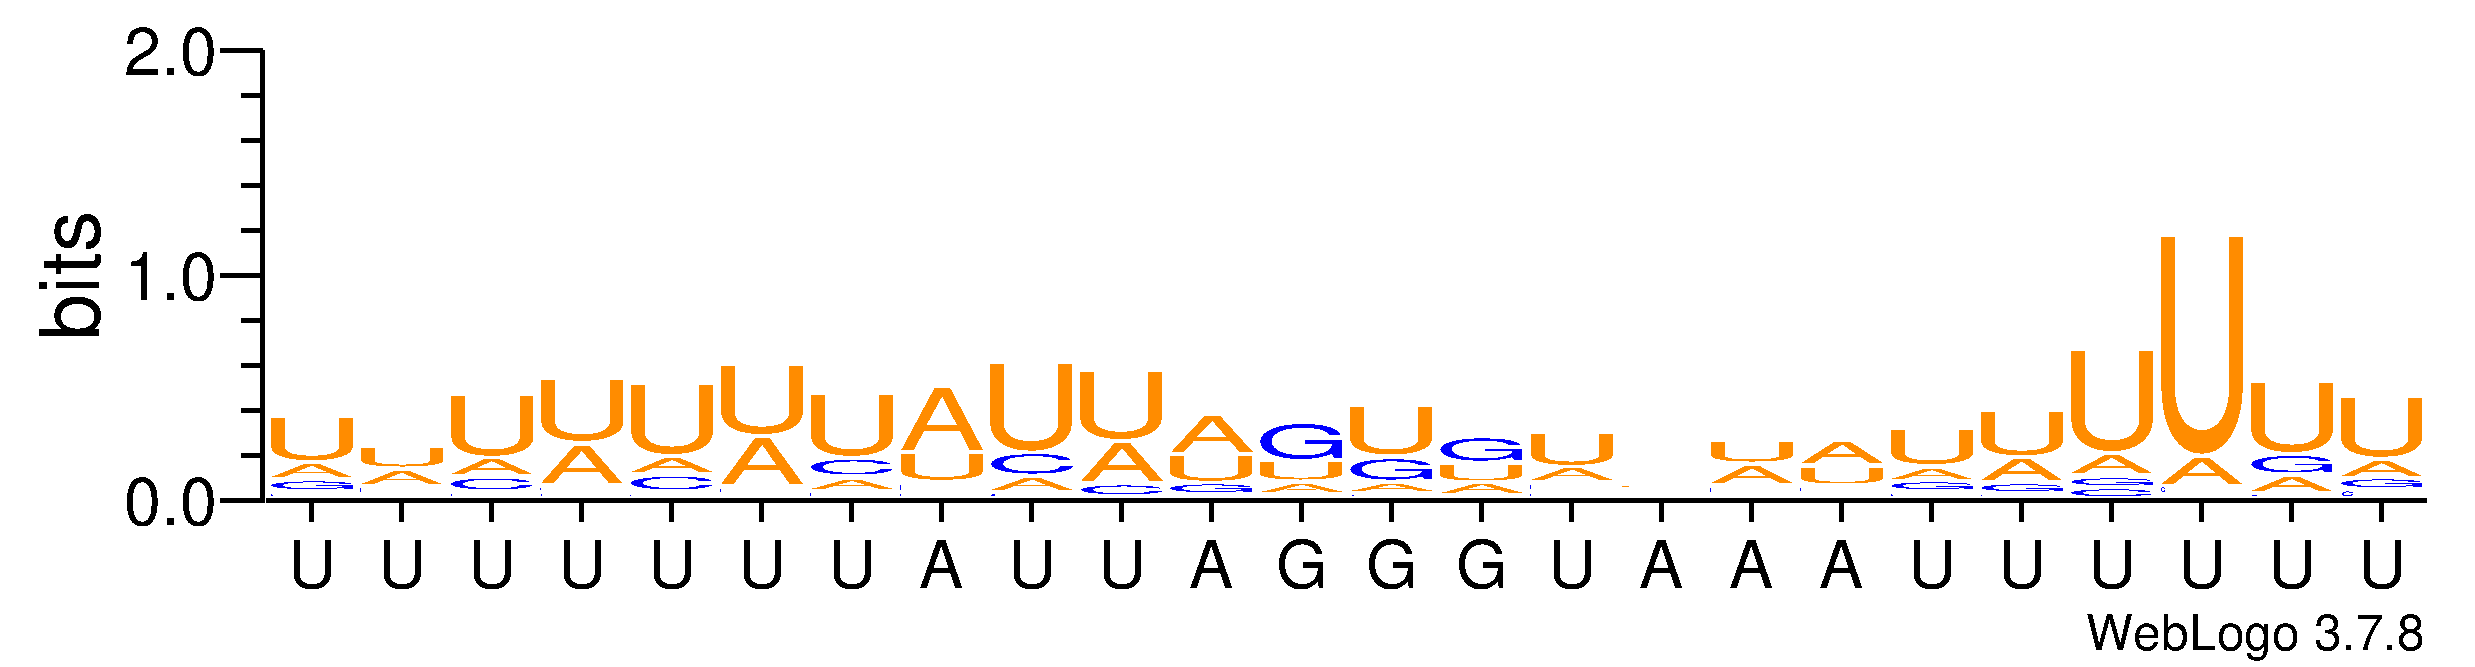 2.0
1.0
0.0
bits
U U U U U U U A U U A G G G U A A A U U U U U U
WebLogo 3.7.8